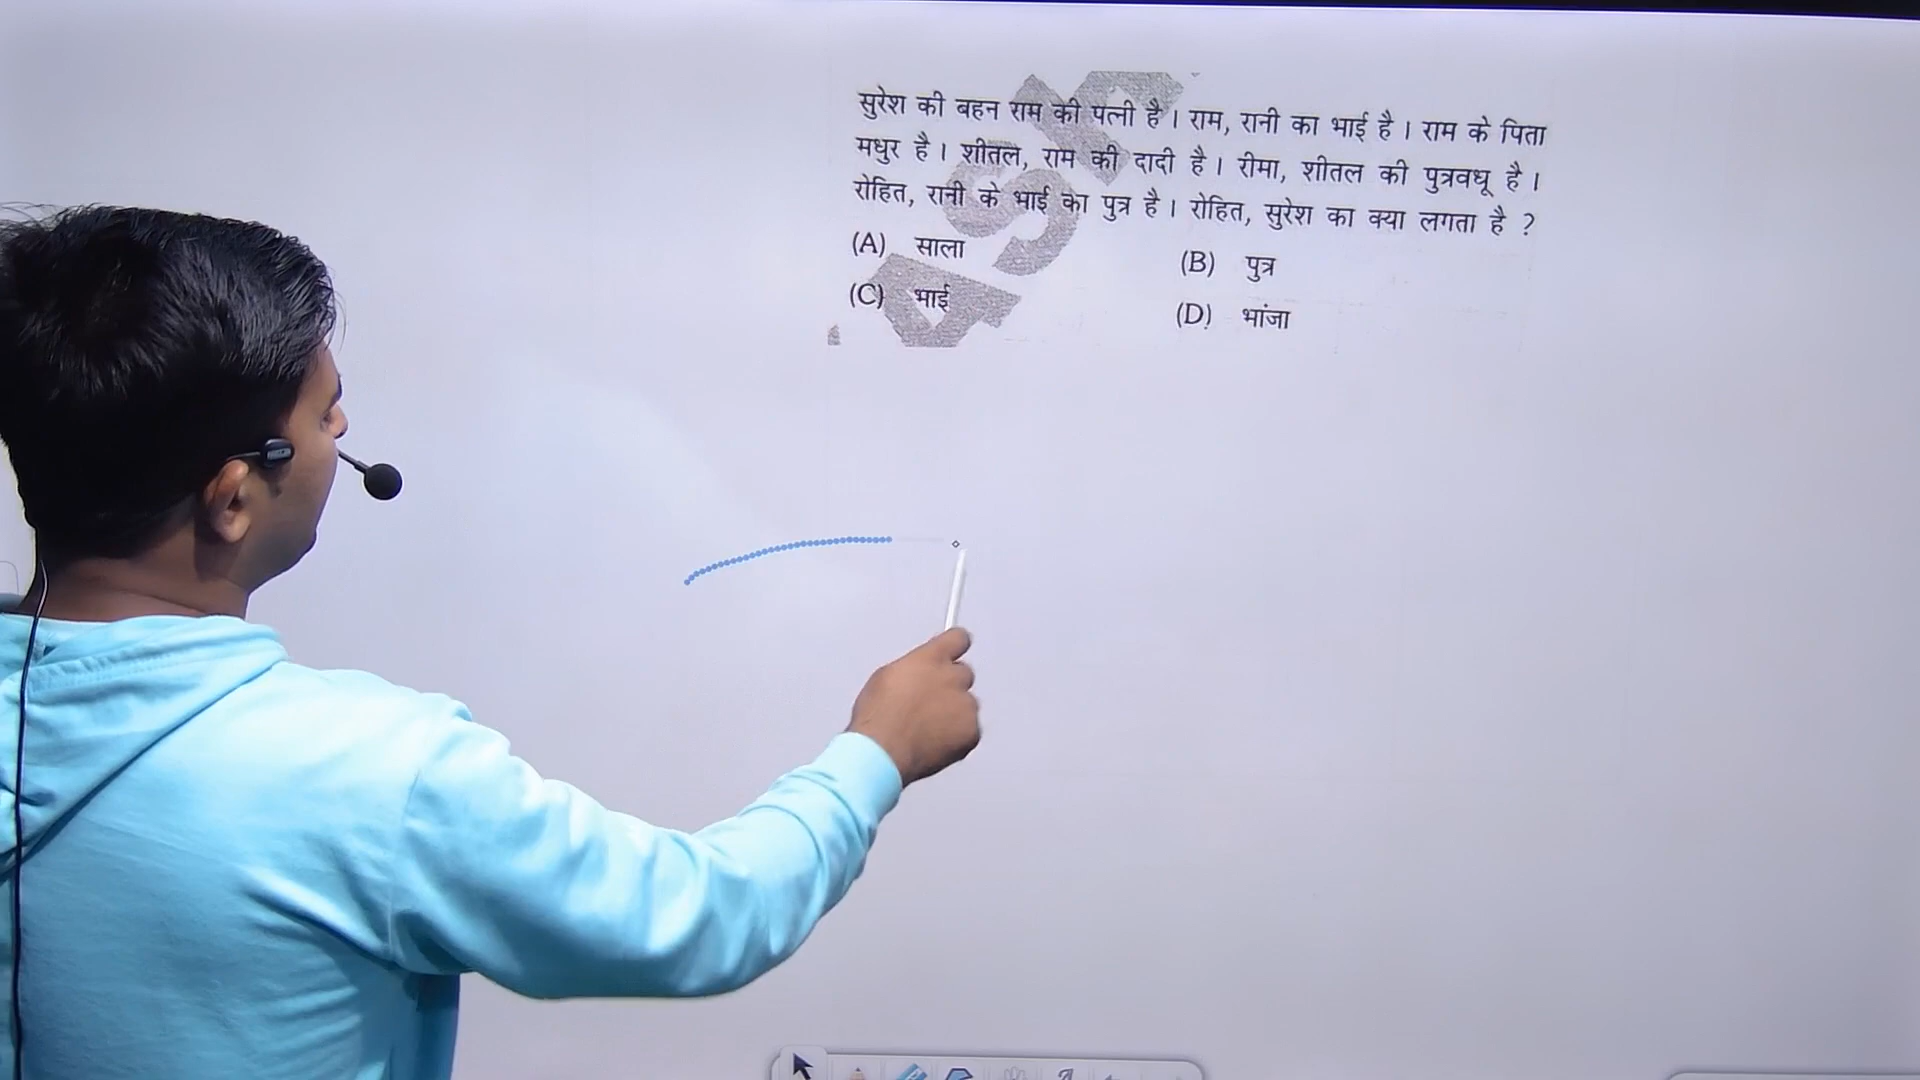 सुरेश की बहन राम की पत्नी है । राम, रानी का भाई है । राम के पिता
मधुर है । शीतल, राम की दादी है । रीमा, शीतल की पुत्रवधू है ।
रोहित, रानी के भाई का पुत्र है । रोहित, सुरेश का क्या लगता है ?
(A) साला
(B) पुत्र
(C) भाई
(D) भांजा